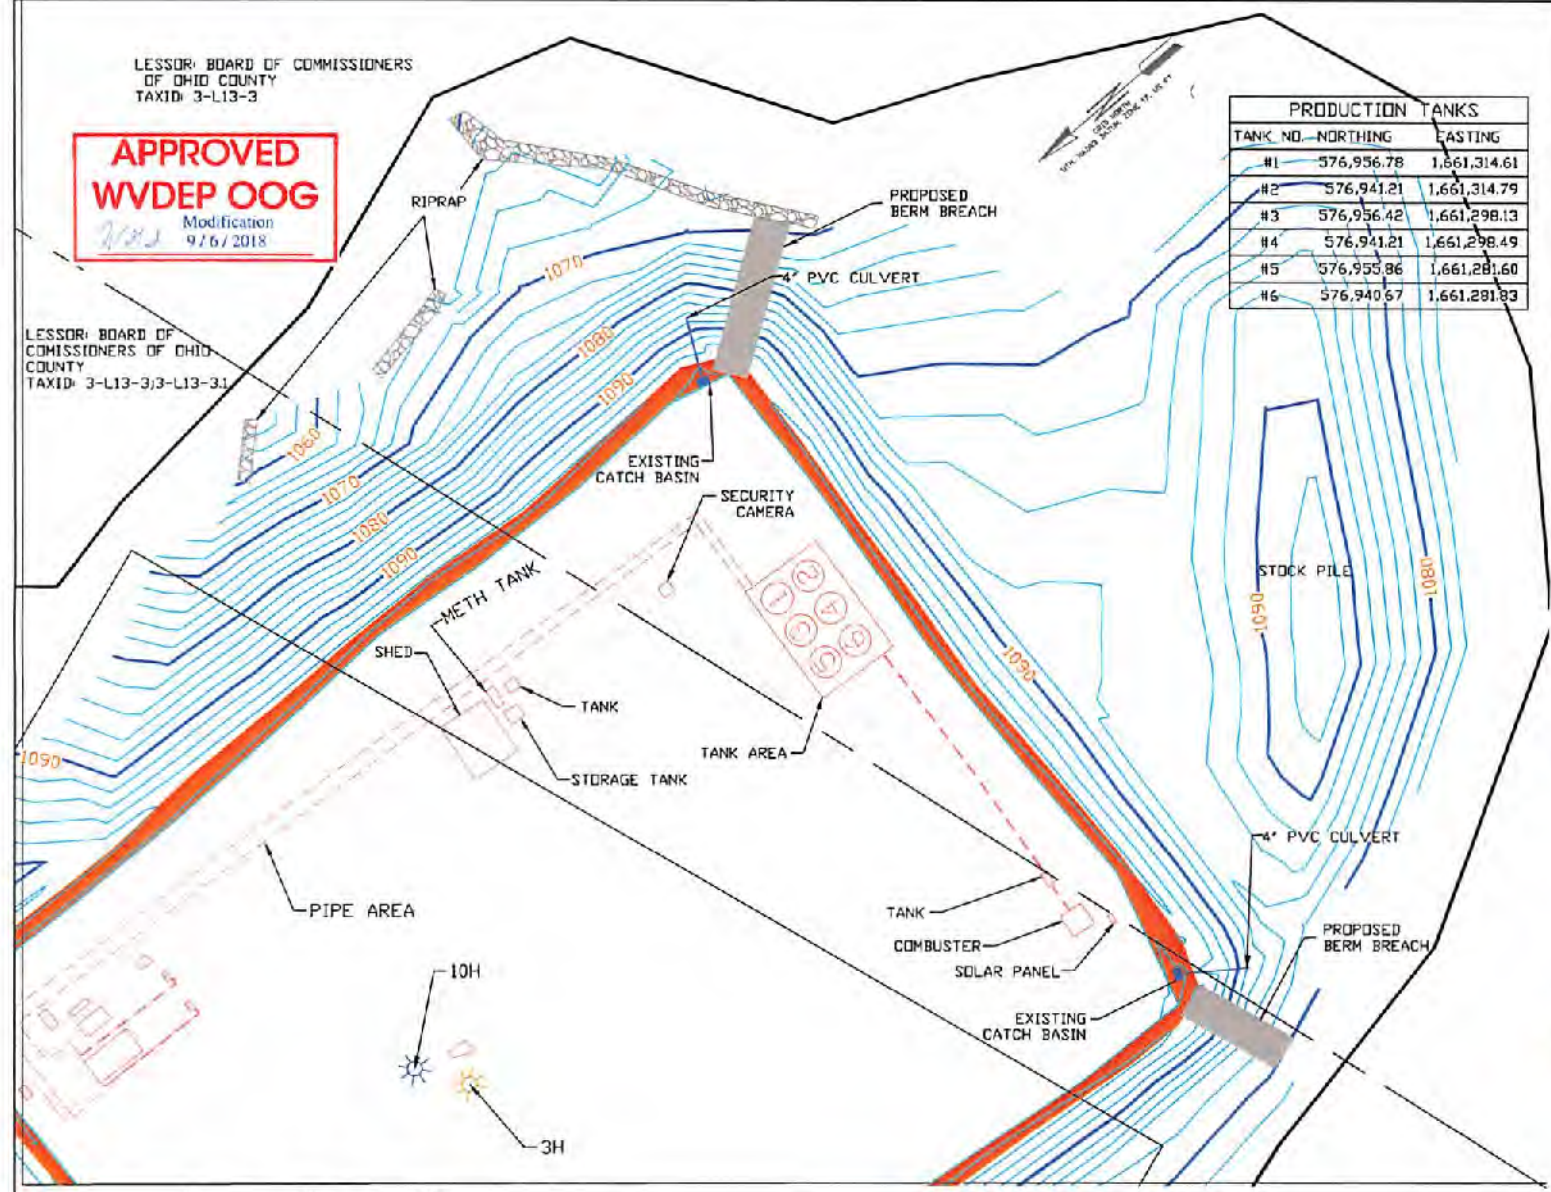 LESSOR: BOARD OF COMMISSIONERS
OF OHIO COUNTY
TAXID: 3-L13-3
APPROVED
WVDEP OOG
Modification
9/6/2018
PRODUCTION TANKS
TANK NO. NORTHING EASTING
#1 576,956.78 1,661,314.61
#2 576,941.21 1,661,314.79
#3 576,956.42 1,661,298.13
#4 576,941.21 1,661,298.49
#5 576,955.86 1,661,281.60
#6 576,940.67 1,661,281.83
RIPRAP
PROPOSED
BERM BREACH
4" PVC CULVERT
1070
1080
1090
LESSOR: BOARD OF
COMISSIONERS OF OHIO
COUNTY
TAXID: 3-L13-3;3-L13-3.1
1060
1070
1080
1090
EXISTING
CATCH BASIN
SECURITY
CAMERA
METH TANK
SHED
TANK
STORAGE TANK
1
2
3
4
5
6
TANK AREA
1090
STOCK PILE
1090
1080
1090
4" PVC CULVERT
PIPE AREA
TANK
COMBUSTER
SOLAR PANEL
PROPOSED
BERM BREACH
EXISTING
CATCH BASIN
10H
3H